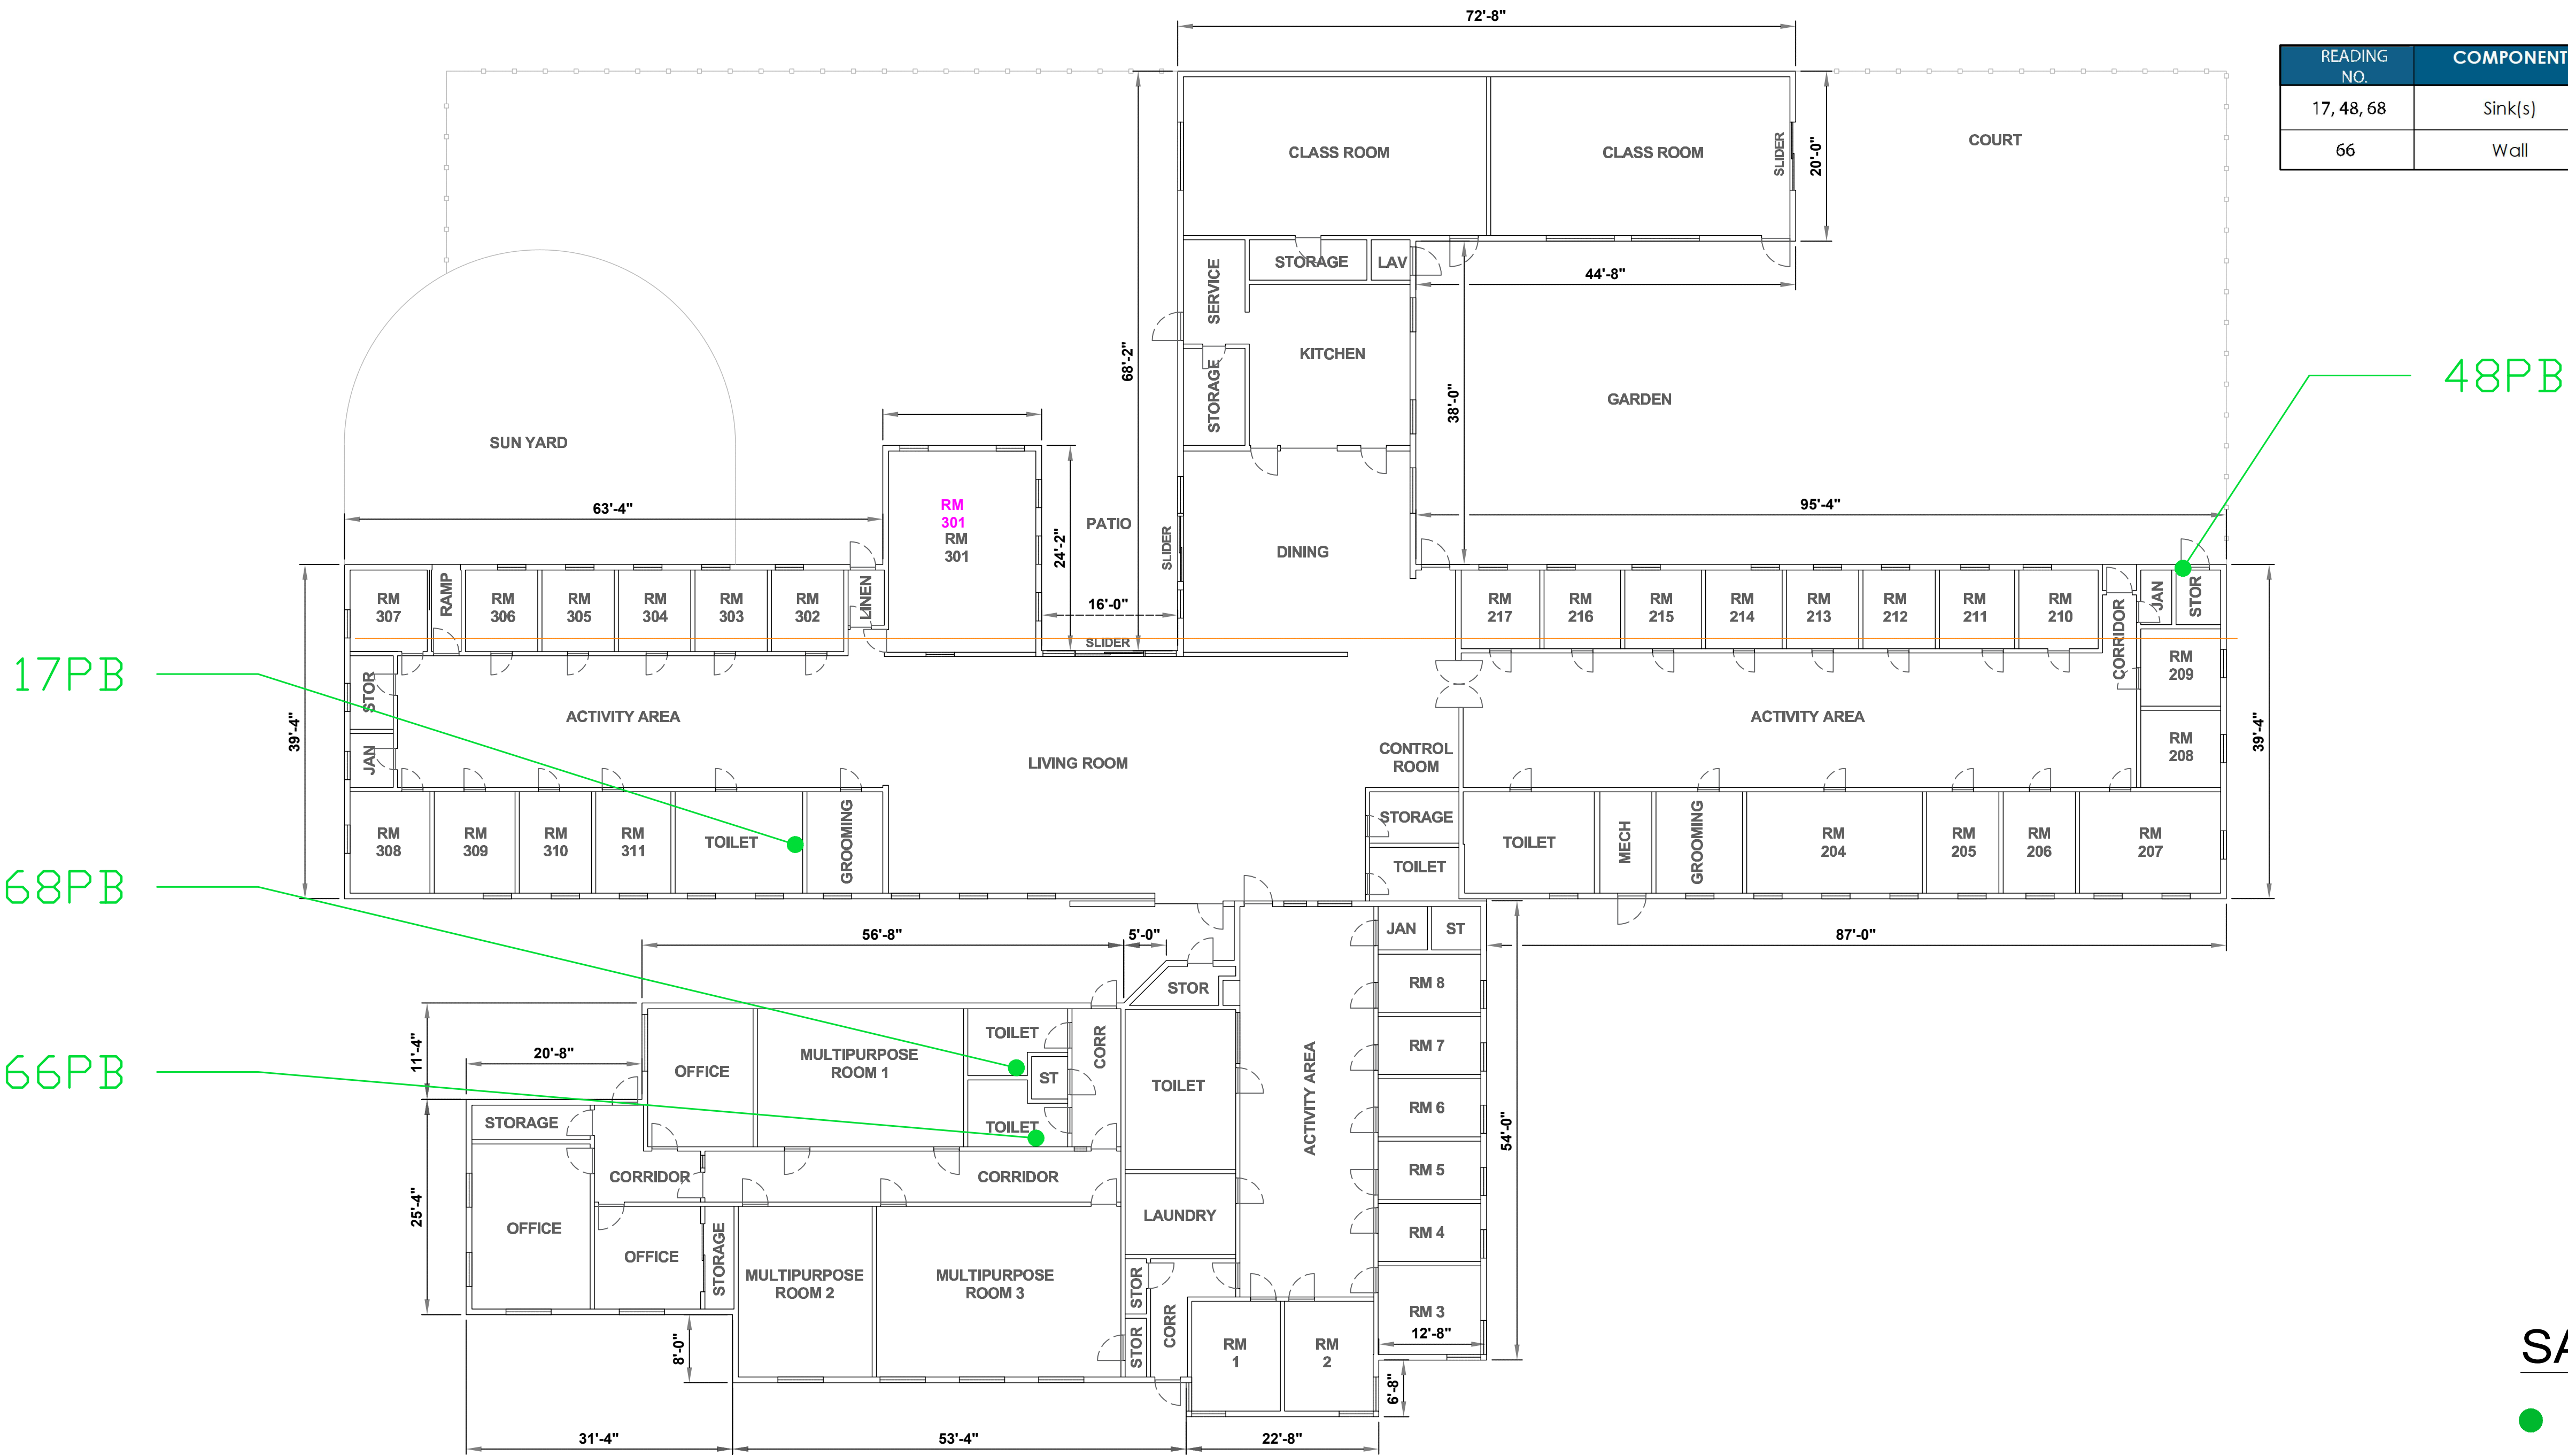 72'-8"
READING NO.
COMPONENT
17, 48, 68
Sink(s)
66
Wall
CLASS ROOM
CLASS ROOM
SLIDER
20'-0"
COURT
STORAGE
LAV
44'-8"
SERVICE
KITCHEN
STORAGE
68'-2"
38'-0"
GARDEN
48PB
SUN YARD
63'-4"
RM
301
RM
301
24'-2"
PATIO
SLIDER
DINING
95'-4"
16'-0"
SLIDER
RM
307
RAMP
RM
306
RM
305
RM
304
RM
303
RM
302
LINEN
RM
217
RM
216
RM
215
RM
214
RM
213
RM
212
RM
211
RM
210
CORRIDOR
JAN
STOR
RM
209
RM
208
17PB
39'-4"
STOR
JAN
ACTIVITY AREA
LIVING ROOM
CONTROL
ROOM
ACTIVITY AREA
39'-4"
RM
308
RM
309
RM
310
RM
311
TOILET
GROOMING
STORAGE
TOILET
TOILET
MECH
GROOMING
RM
204
RM
205
RM
206
RM
207
68PB
56'-8"
5'-0"
JAN
ST
87'-0"
STOR
RM 8
11'-4"
20'-8"
OFFICE
MULTIPURPOSE
ROOM 1
TOILET
ST
TOILET
CORR
TOILET
ACTIVITY AREA
RM 7
66PB
RM 6
54'-0"
STORAGE
CORRIDOR
CORRIDOR
RM 5
25'-4"
OFFICE
OFFICE
STORAGE
LAUNDRY
RM 4
MULTIPURPOSE
ROOM 2
MULTIPURPOSE
ROOM 3
STOR
STOR
CORR
RM 3
12'-8"
RM
1
RM
2
8'-0"
6'-8"
31'-4"
53'-4"
22'-8"